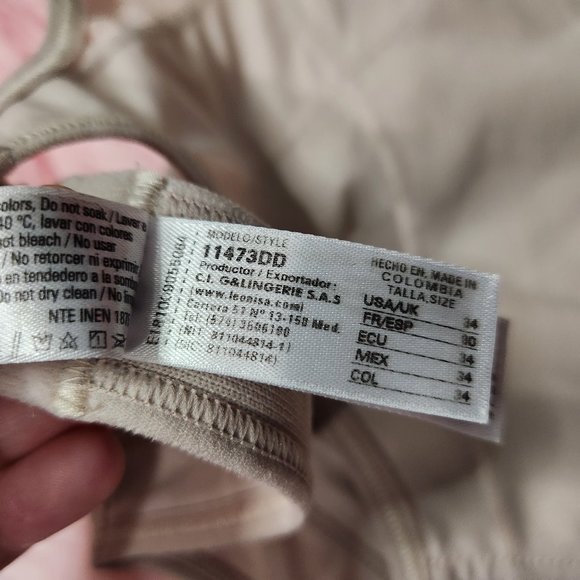 colors, Do not soak / Lavar a
40 °C, lavar con colores
not bleach / No usar
/ No retorcer ni exprimir
en tendedero a la sombra
Do not dry clean / No
NTE INEN 187
MODELO/STYLE
11473DD
Productor / Exportador:
C.I. G&LINGERIE S.A.S
(www.leonisa.com)
Carrera 51 N° 13-158 Med.
Tel:(574) 3606100
811044814-1)
811044814)
HECHO EN, MADE IN
COLOMBIA
TALLA,SIZE
USA/UK 34
FR/ESP 90
ECU 34
MEX 34
COL 34